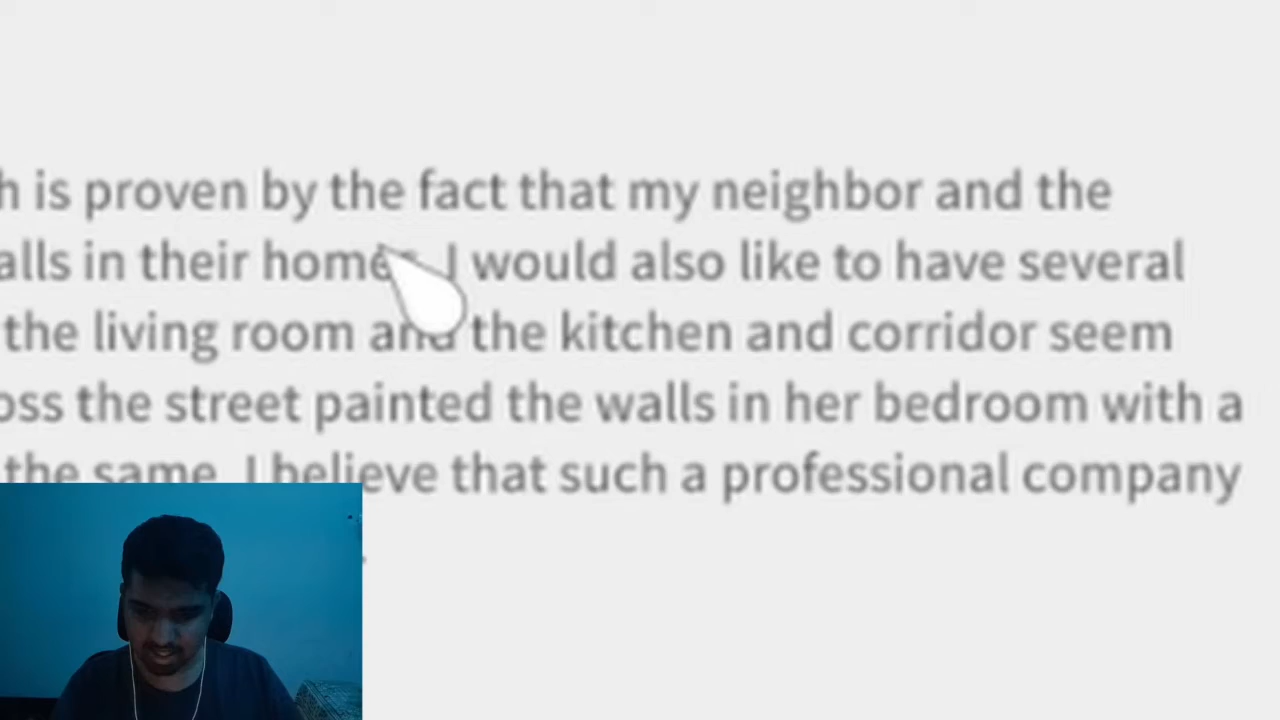 h is proven by the fact that my neighbor and the
alls in their homes. I would also like to have several
the living room and the kitchen and corridor seem
oss the street painted the walls in her bedroom with a
the same. I believe that such a professional company
.